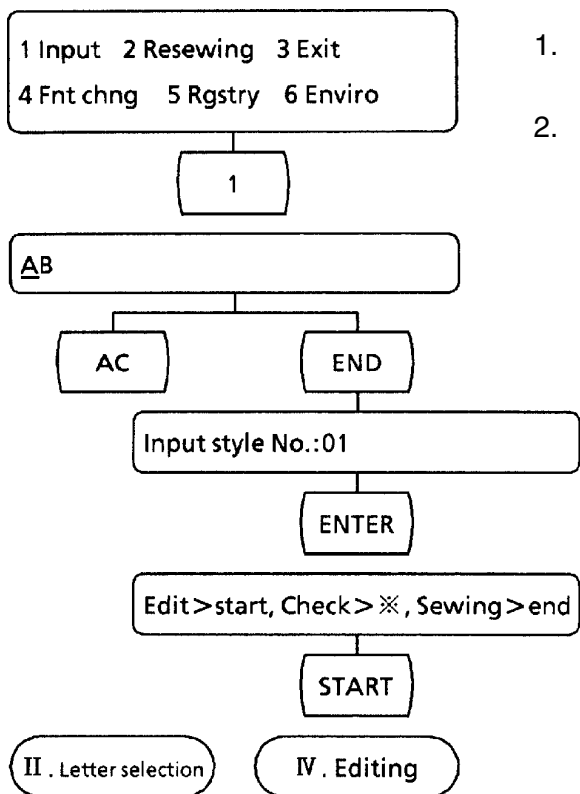 1 Input 2 Resewing 3 Exit
4 Fnt chng 5 Rgstry 6 Enviro
1.
2.
1
AB
AC
END
Input style No.:01
ENTER
Edit>start, Check>※, Sewing>end
START
II . Letter selection
IV . Editing